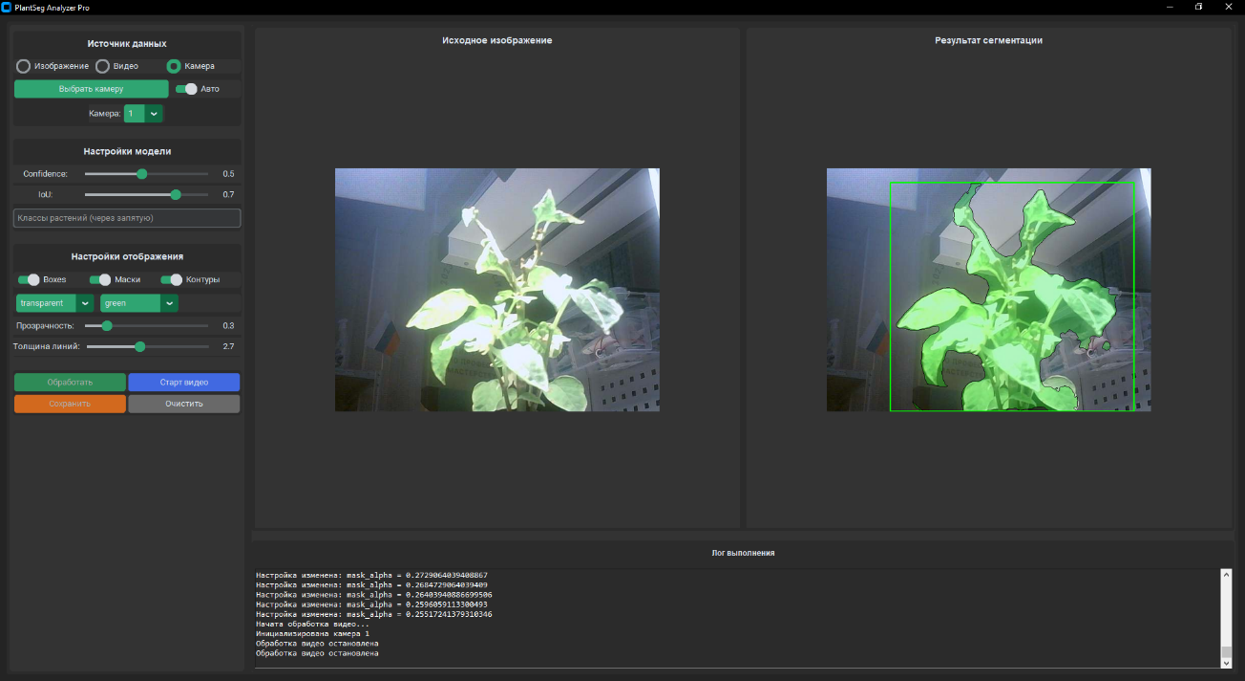 PlantSeg Analyzer Pro
Источник данных
Изображение Видео Камера
Выбрать камеру Авто
Камера: 1
Настройки модели
Confidence: 0.5
IoU: 0.7
Классы растений (через запятую)
Настройки отображения
Boxes Маски Контуры
transparent green
Прозрачность: 0.3
Толщина линий: 2.7
Обработать Старт видео
Сохранить Очистить
Исходное изображение
Результат сегментации
Лог выполнения
Настройка изменена: mask_alpha = 0.2729064039408867
Настройка изменена: mask_alpha = 0.2684729064039409
Настройка изменена: mask_alpha = 0.26403940886699506
Настройка изменена: mask_alpha = 0.2596059113300493
Настройка изменена: mask_alpha = 0.25517241379310346
Начата обработка видео...
Инициализирована камера 1
Обработка видео остановлена
Обработка видео остановлена